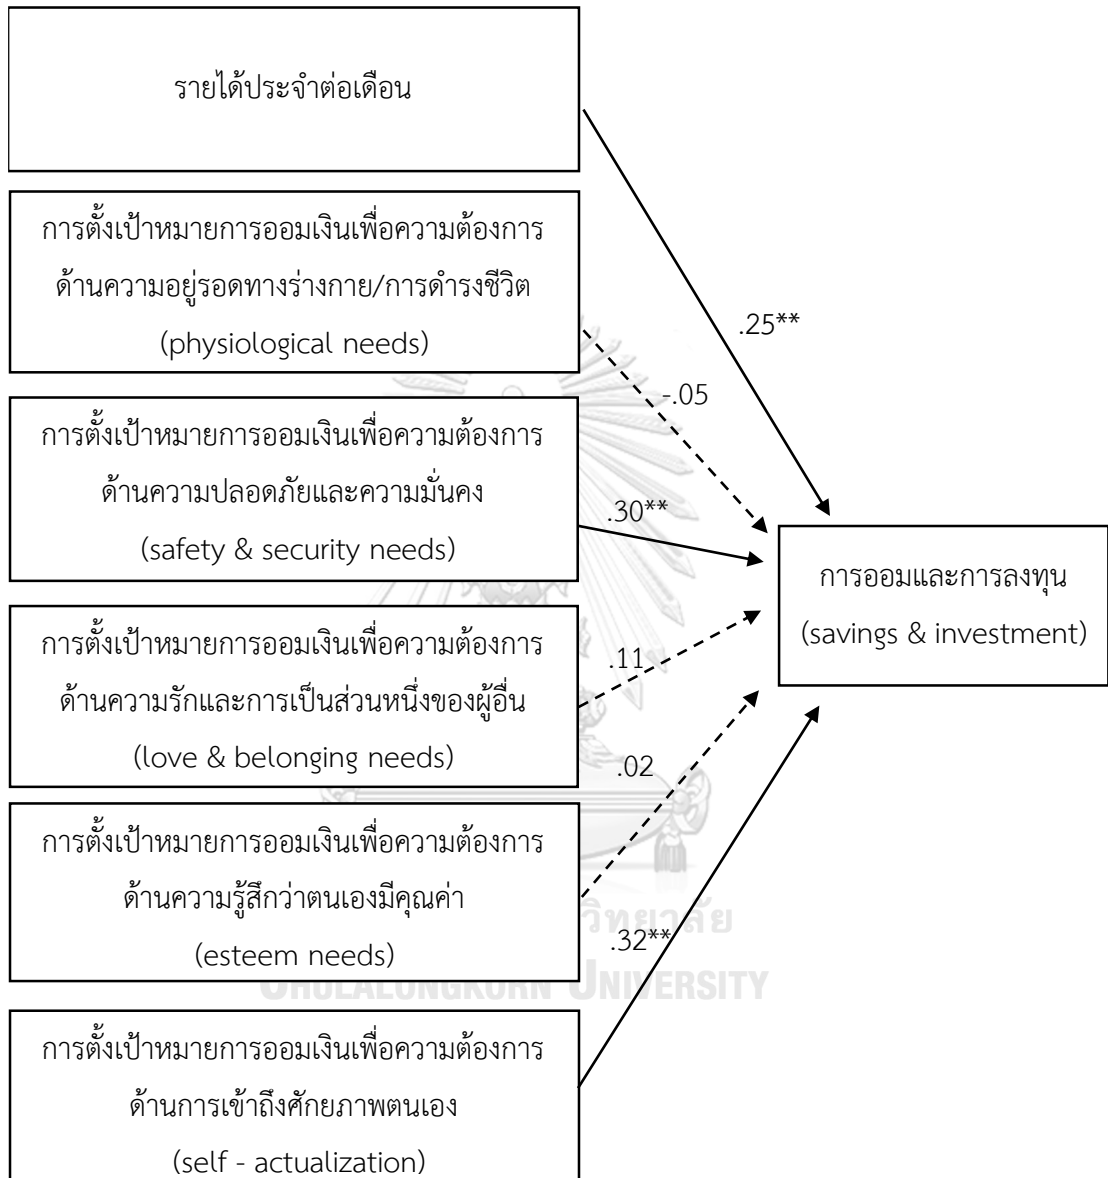 รายได้ประจำต่อเดือน
การตั้งเป้าหมายการออมเงินเพื่อความต้องการ
ด้านความอยู่รอดทางร่างกาย/การดำรงชีวิต
(physiological needs)
.25**
-.05
การตั้งเป้าหมายการออมเงินเพื่อความต้องการ
ด้านความปลอดภัยและความมั่นคง
(safety & security needs)
.30**
การออมและการลงทุน
(savings & investment)
การตั้งเป้าหมายการออมเงินเพื่อความต้องการ
ด้านความรักและการเป็นส่วนหนึ่งของผู้อื่น
(love & belonging needs)
.11
.02
การตั้งเป้าหมายการออมเงินเพื่อความต้องการ
ด้านความรู้สึกว่าตนเองมีคุณค่า
(esteem needs)
.32**
วิทยาลัย
CHULALONGKORN UNIVERSITY
การตั้งเป้าหมายการออมเงินเพื่อความต้องการ
ด้านการเข้าถึงศักยภาพตนเอง
(self - actualization)